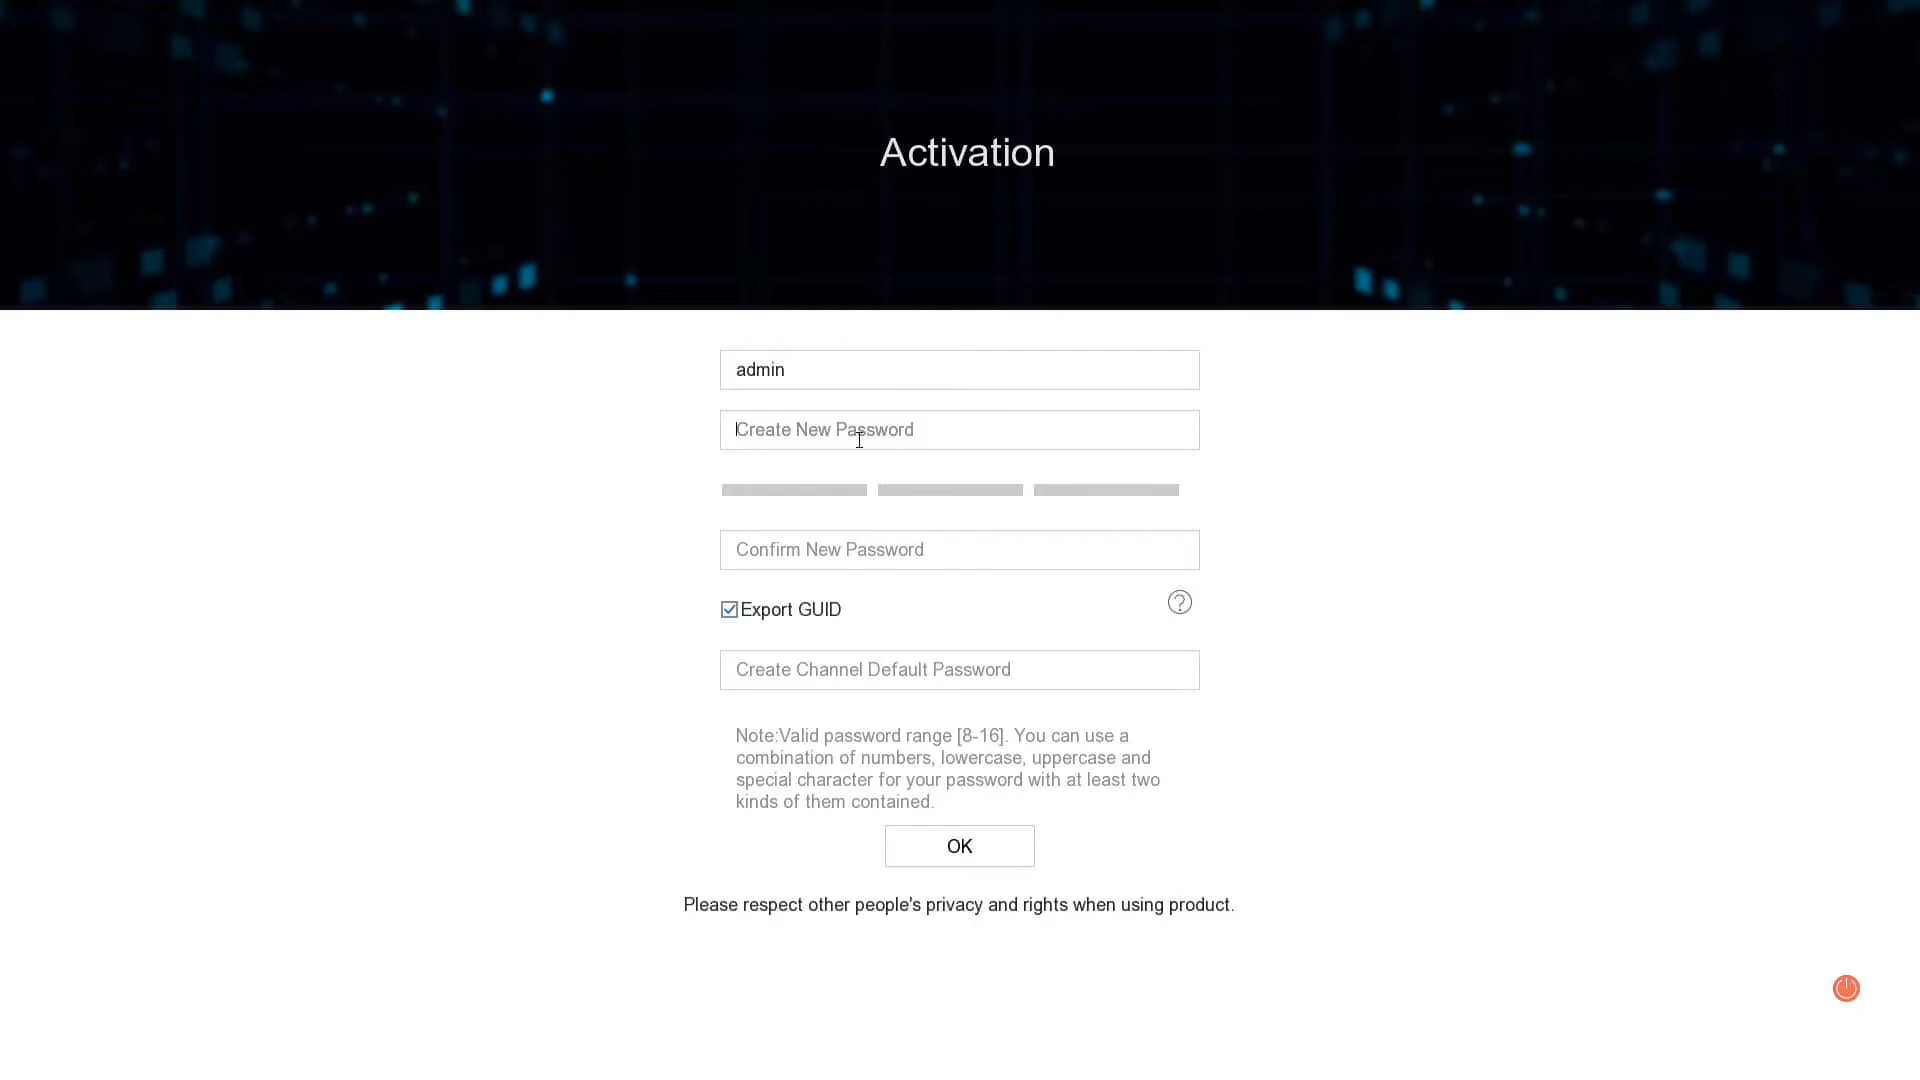 Activation
admin
Create New Password
Confirm New Password
Export GUID
?
Create Channel Default Password
Note:Valid password range [8-16]. You can use a
combination of numbers, lowercase, uppercase and
special character for your password with at least two
kinds of them contained.
OK
Please respect other people's privacy and rights when using product.